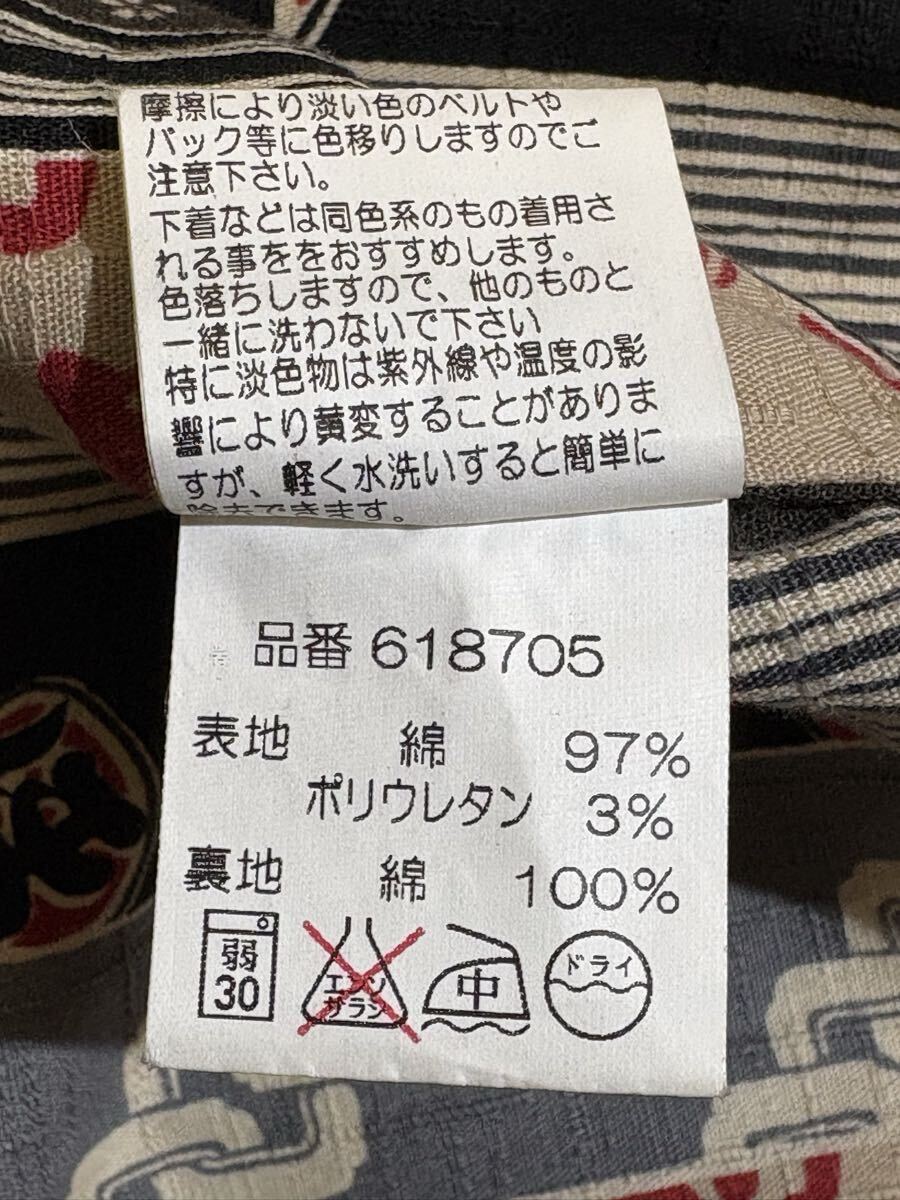 摩擦により淡い色のベルトや
バック等に色移りしますのでご
注意下さい。
下着などは同色系のもの着用さ
れる事ををおすすめします。
色落ちしますので、他のものと
一緒に洗わないで下さい
特に淡色物は紫外線や温度の影
響により黄変することがありま
すが、軽く水洗いすると簡単に
除去できます。
品番 618705
表地 綿 97%
ポリウレタン 3%
裏地 綿 100%
弱
30
エンソ
サラシ
中
ドライ